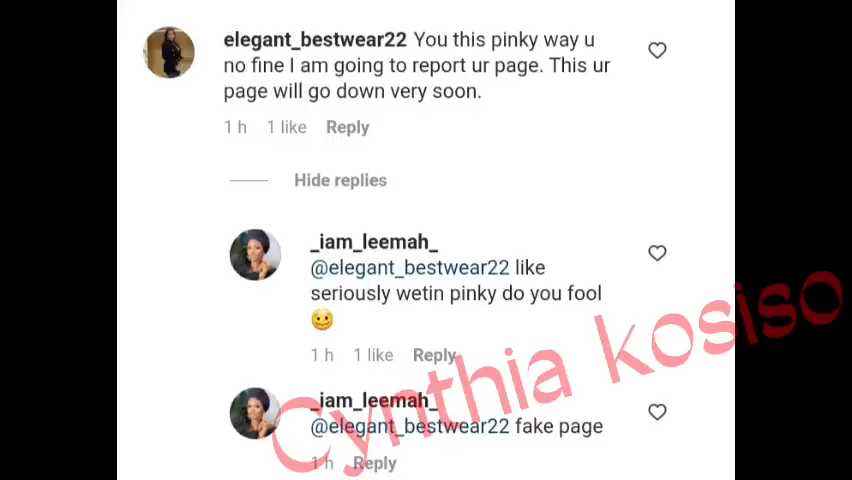 elegant_bestwear22 You this pinky way u
no fine I am going to report ur page. This ur
page will go down very soon.
1 h 1 like Reply
Hide replies
_iam_leemah_
@elegant_bestwear22 like
seriously wetin pinky do you fool
🥴
1 h 1 like Reply
_iam_leemah_
@elegant_bestwear22 fake page
1 h Reply
Cynthia kosiso